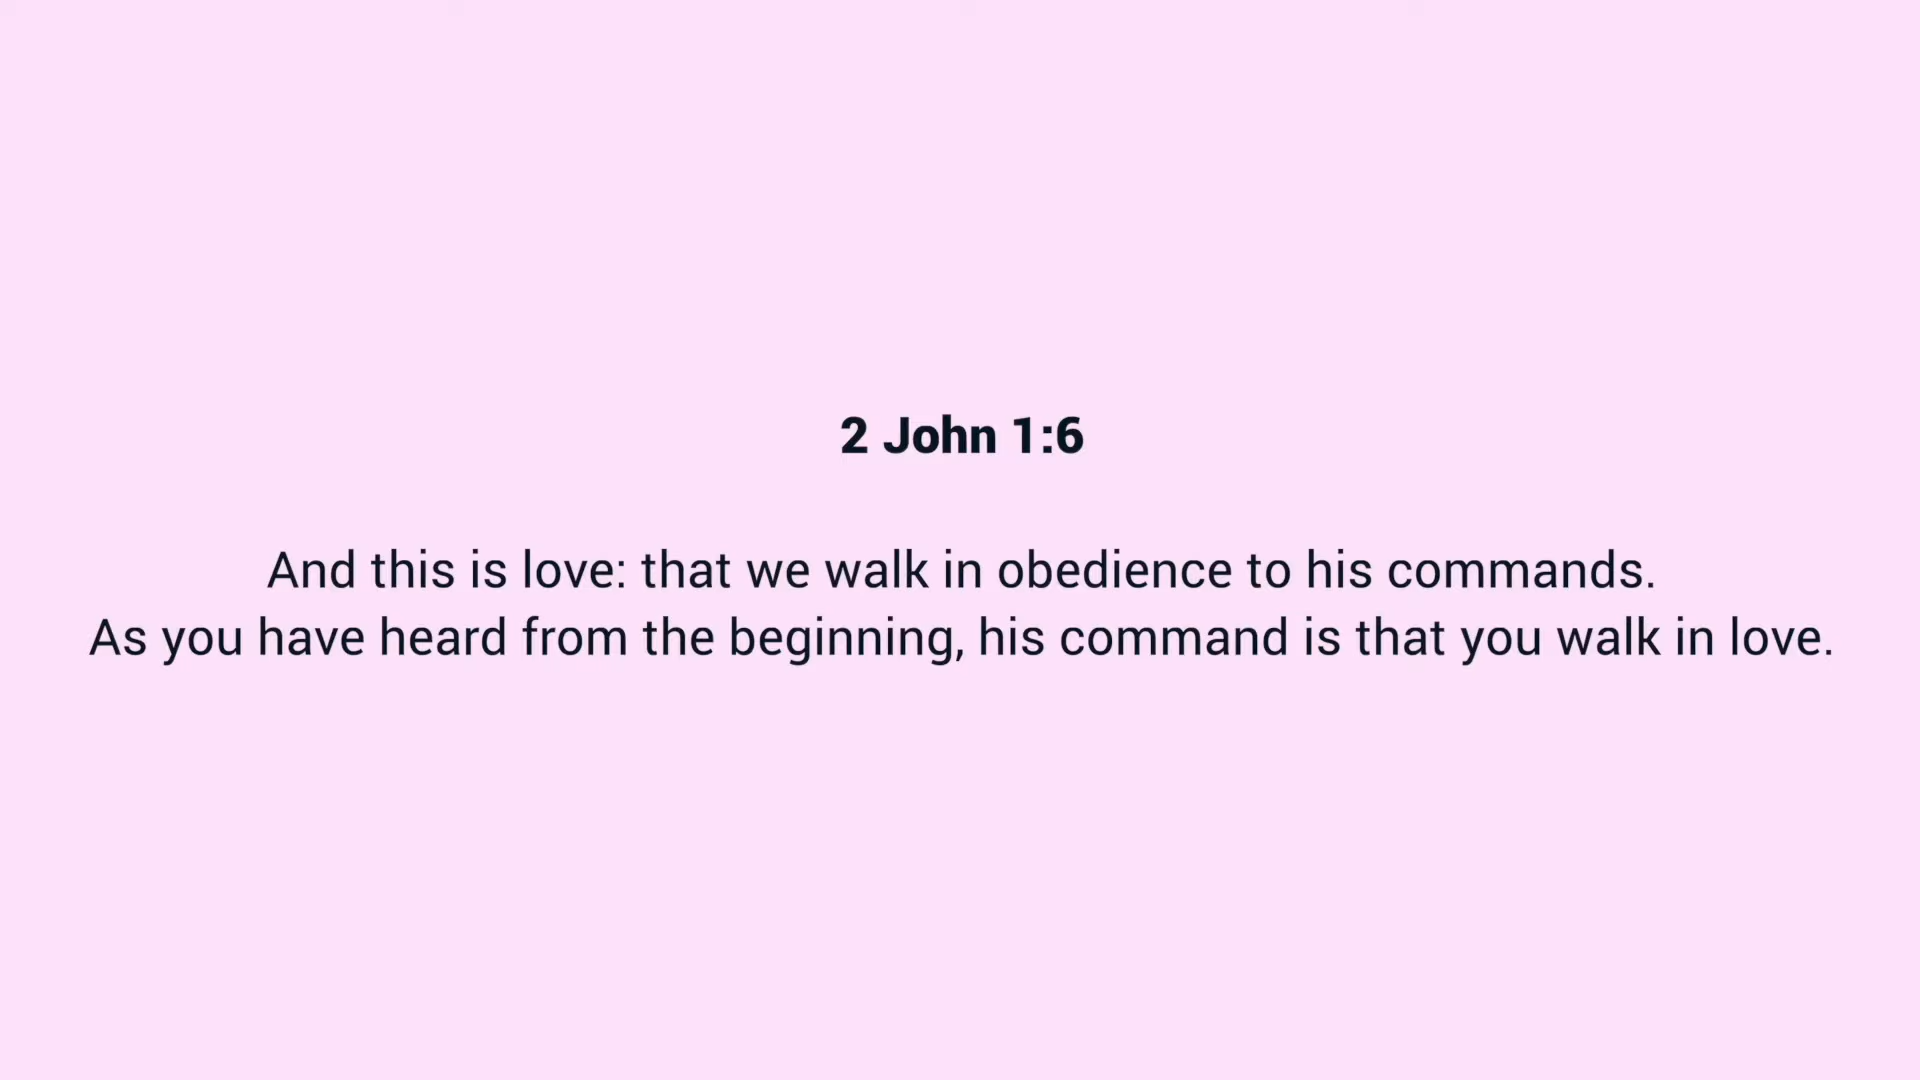 2 John 1:6
And this is love: that we walk in obedience to his commands.
As you have heard from the beginning, his command is that you walk in love.